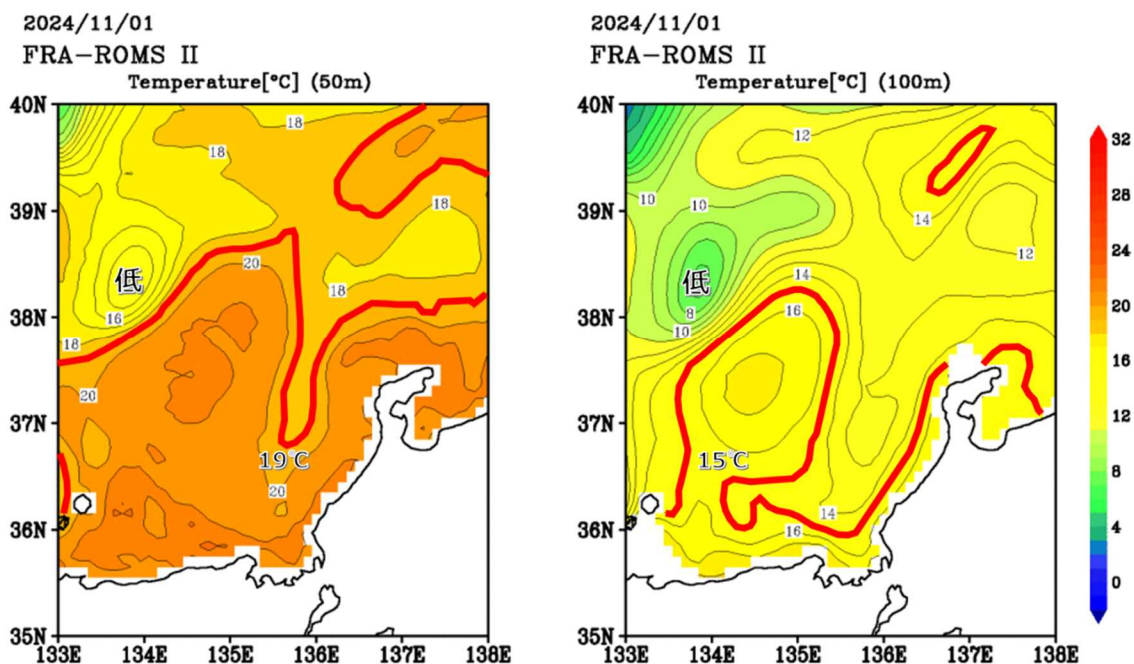 2024/11/01
FRA-ROMS II
Temperature[°C] (50m)
40N
39N
38N
37N
36N
35N
133E 134E 135E 136E 137E 138E
18
18
18
20
18
16
18
20
20
低
19℃
2024/11/01
FRA-ROMS II
Temperature[°C] (100m)
40N
39N
38N
37N
36N
35N
133E 134E 135E 136E 137E 138E
12
10
10
14
12
14
16
8
10
14
16
低
15℃
32
28
24
20
16
12
8
4
0